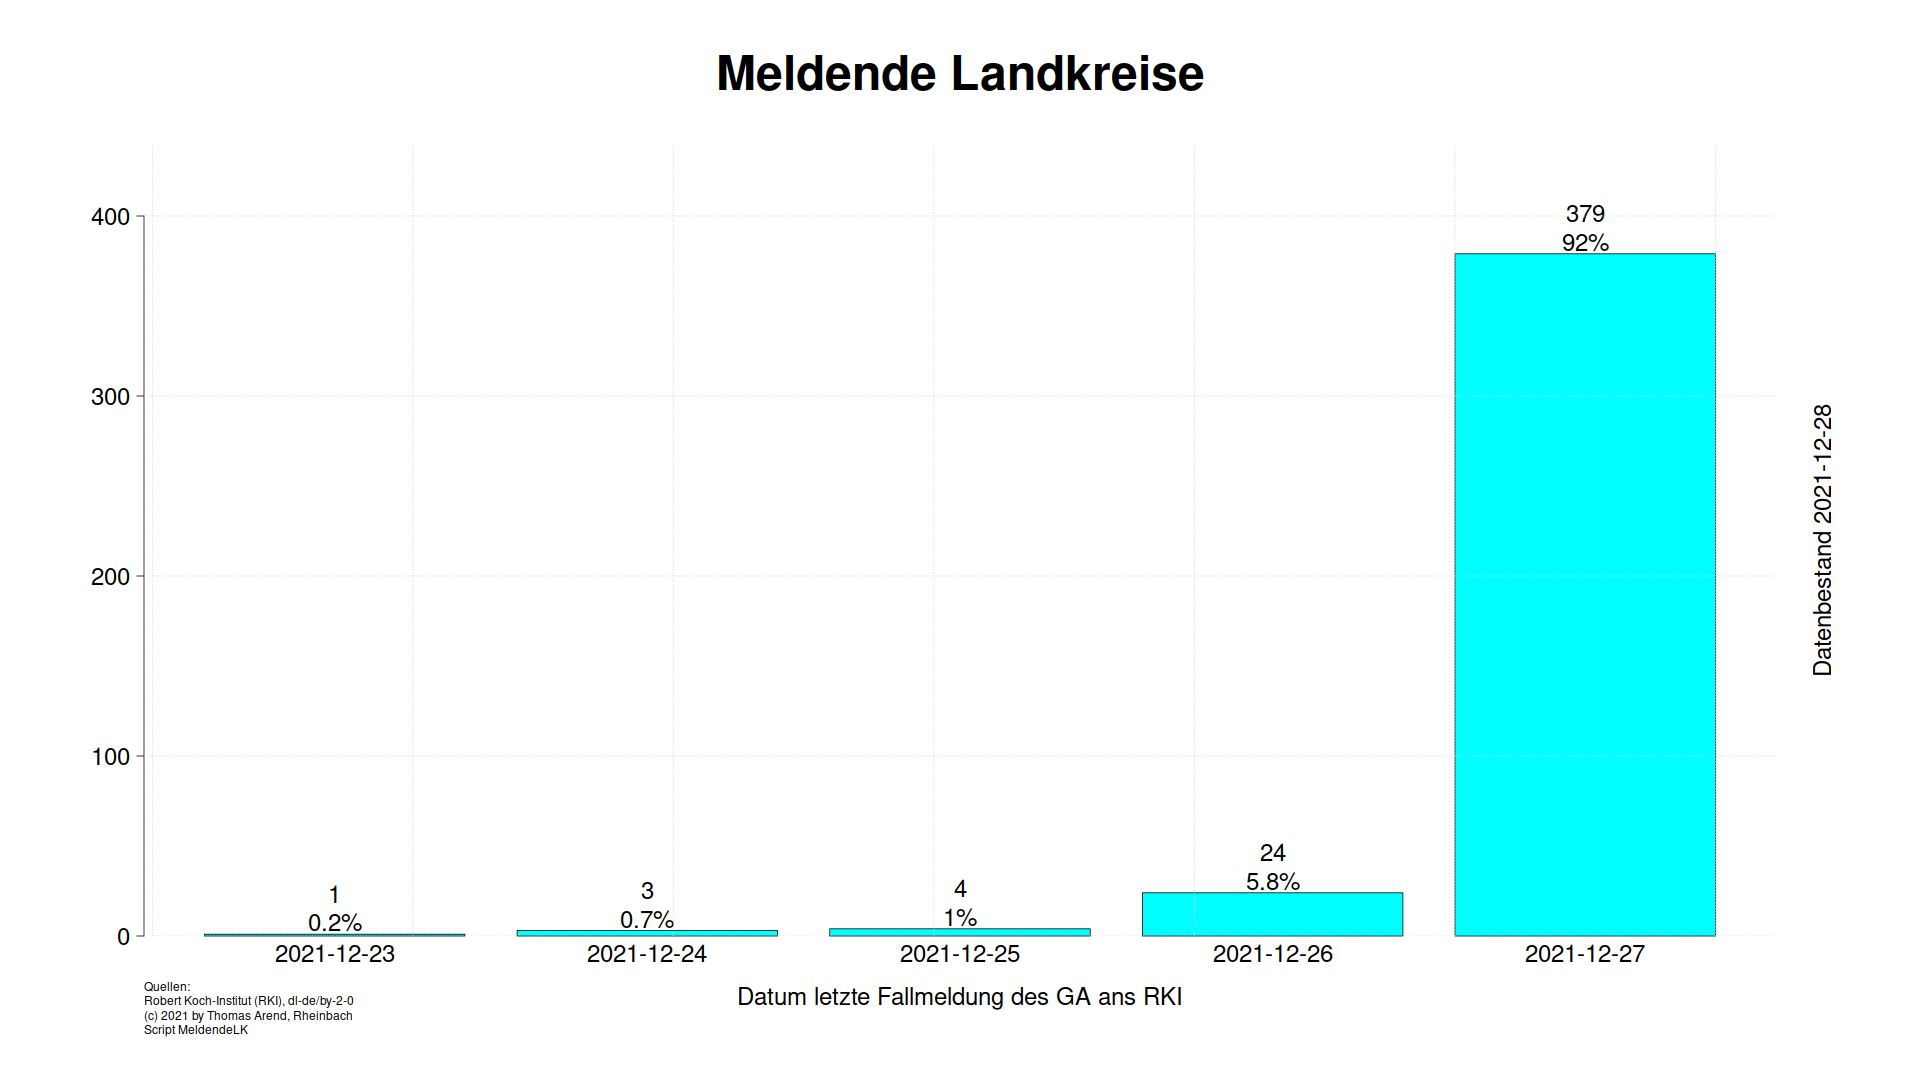 Meldende Landkreise
400
300
200
100
0
1
0.2%
3
0.7%
4
1%
24
5.8%
379
92%
2021-12-23
2021-12-24
2021-12-25
2021-12-26
2021-12-27
Datum letzte Fallmeldung des GA ans RKI
Datenbestand 2021-12-28
Quellen:
Robert Koch-Institut (RKI), dl-de/by-2-0
(c) 2021 by Thomas Arend, Rheinbach
Script MeldendeLK